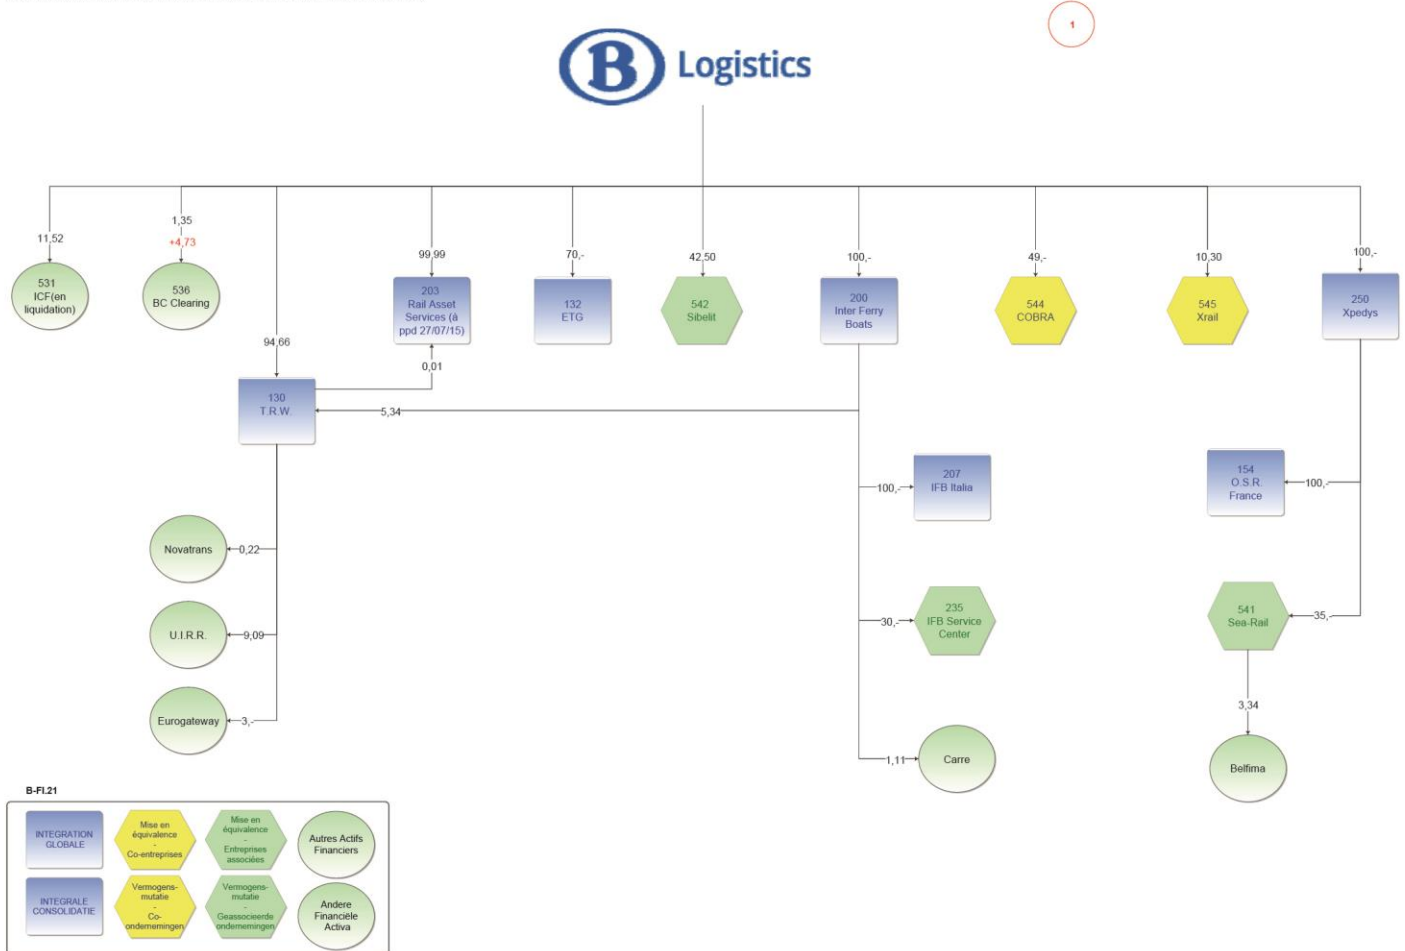 1
B Logistics
11,52
1,35
+4,73
99,99
70,-
42,50
100,-
49,-
10,30
100,-
531
ICF(en
liquidation)
536
BC Clearing
203
Rail Asset
Services (à
ppd 27/07/15)
132
ETG
542
Sibelit
200
Inter Ferry
Boats
544
COBRA
545
Xrail
250
Xpedys
94,66
0,01
130
T.R.W.
5,34
100,-
207
IFB Italia
154
O.S.R.
France
100,-
Novatrans
0,22
U.I.R.R.
9,09
30,-
235
IFB Service
Center
541
Sea-Rail
35,-
Eurogateway
3,-
3,34
1,11
Carre
Belfima
B-FI.21
INTEGRATION
GLOBALE
Mise en
équivalence
-
Co-entreprises
Mise en
équivalence
-
Entreprises
associées
Autres Actifs
Financiers
INTEGRALE
CONSOLIDATIE
Vermogens-
mutatie
-
Co-
ondernemingen
Vermogens-
mutatie
-
Geassocieerde
ondernemingen
Andere
Financiële
Activa